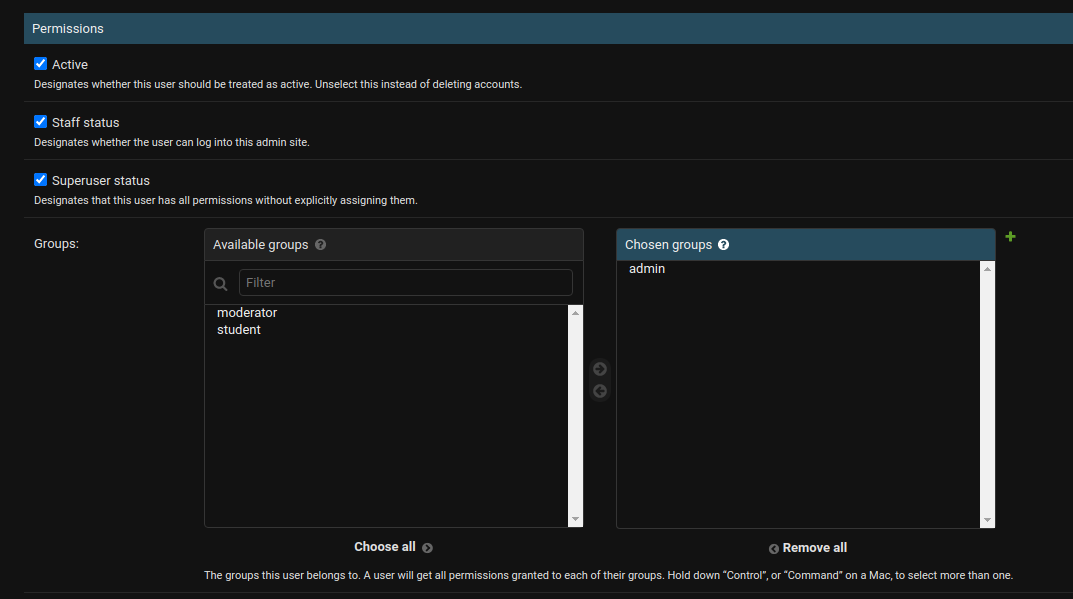 Permissions
Active
Designates whether this user should be treated as active. Unselect this instead of deleting accounts.
Staff status
Designates whether the user can log into this admin site.
Superuser status
Designates that this user has all permissions without explicitly assigning them.
Groups:
Available groups ?
Filter
moderator
student
Choose all
Chosen groups ?
admin
Remove all
The groups this user belongs to. A user will get all permissions granted to each of their groups. Hold down “Control”, or “Command” on a Mac, to select more than one.